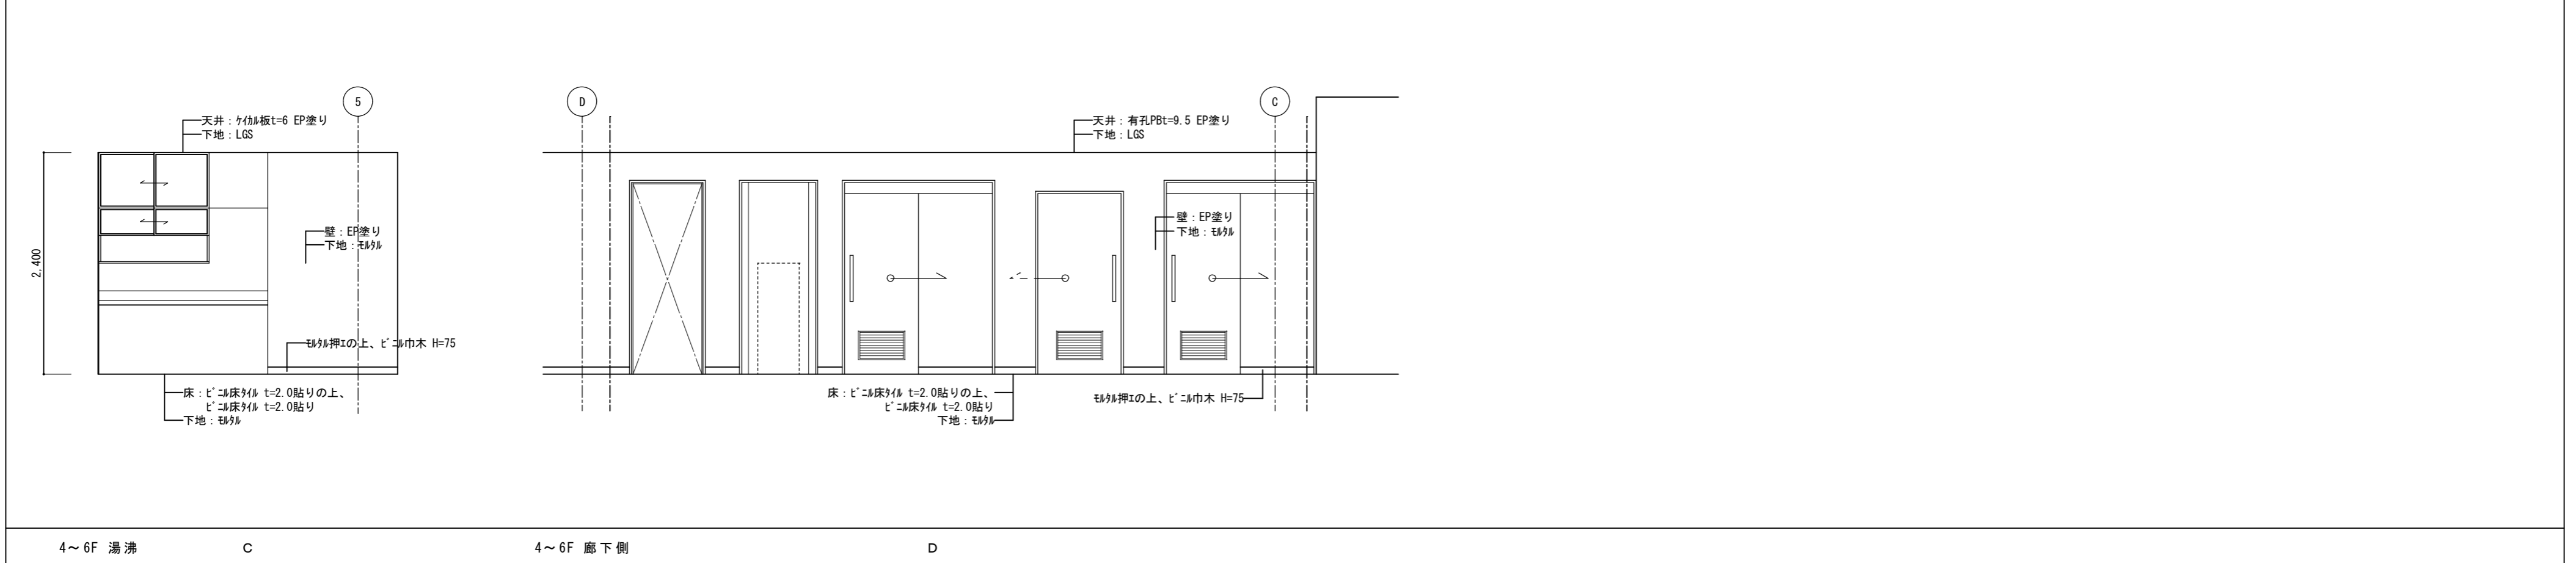 5
天井：ｹｲｶﾙ板t=6 EP塗り
下地：LGS
2,400
壁：EP塗り
下地：ﾓﾙﾀﾙ
ﾓﾙﾀﾙ押ｴの上、ﾋﾞﾆﾙ巾木 H=75
床：ﾋﾞﾆﾙ床ﾀｲﾙ t=2.0貼りの上、
ﾋﾞﾆﾙ床ﾀｲﾙ t=2.0貼り
下地：ﾓﾙﾀﾙ
D
C
天井：有孔PBt=9.5 EP塗り
下地：LGS
壁：EP塗り
下地：ﾓﾙﾀﾙ
床：ﾋﾞﾆﾙ床ﾀｲﾙ t=2.0貼りの上、
ﾋﾞﾆﾙ床ﾀｲﾙ t=2.0貼り
下地：ﾓﾙﾀﾙ
ﾓﾙﾀﾙ押ｴの上、ﾋﾞﾆﾙ巾木 H=75
4～6F 湯沸 C
4～6F 廊下側 D